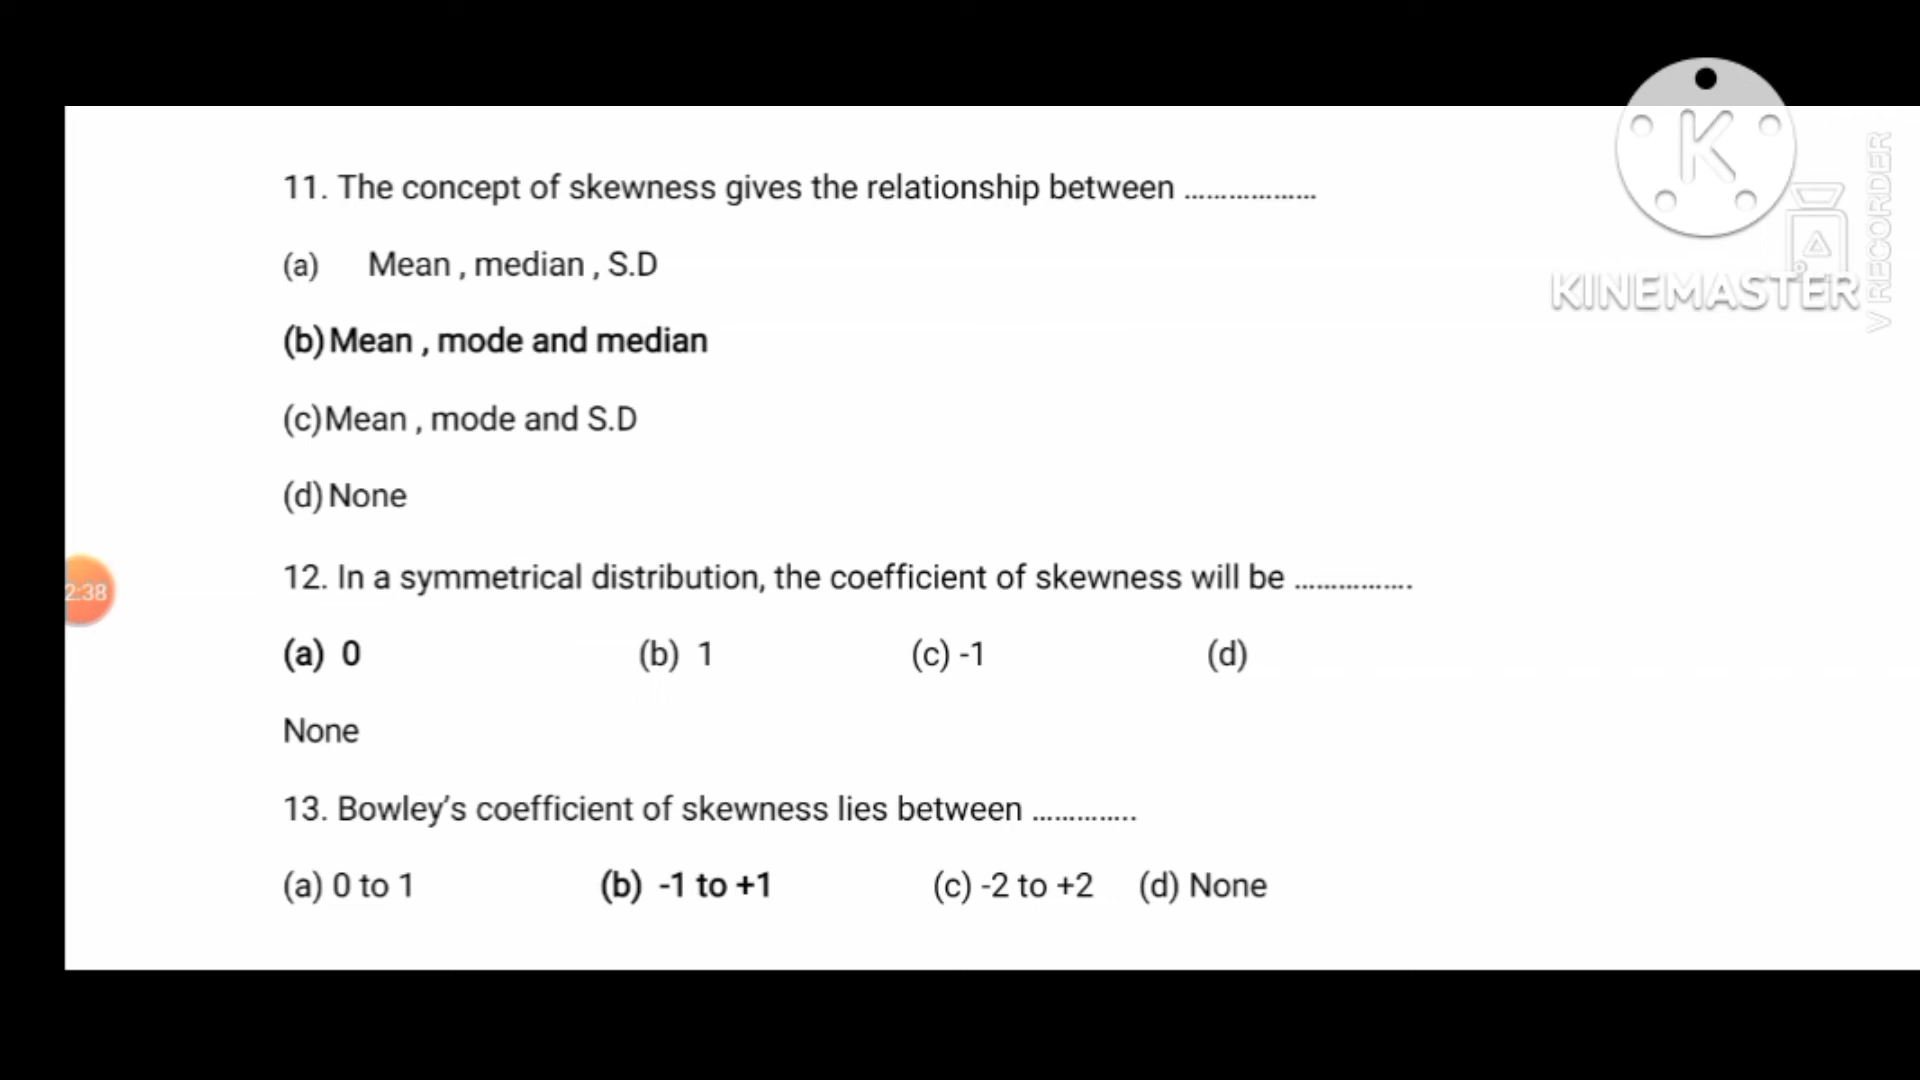 11. The concept of skewness gives the relationship between ..................
(a) Mean , median , S.D
(b) Mean , mode and median
(c) Mean , mode and S.D
(d) None
12. In a symmetrical distribution, the coefficient of skewness will be ................
(a) 0 (b) 1 (c) -1 (d)
None
13. Bowley's coefficient of skewness lies between ..............
(a) 0 to 1 (b) -1 to +1 (c) -2 to +2 (d) None
2:38
K
KINEMASTER
V RECORDER